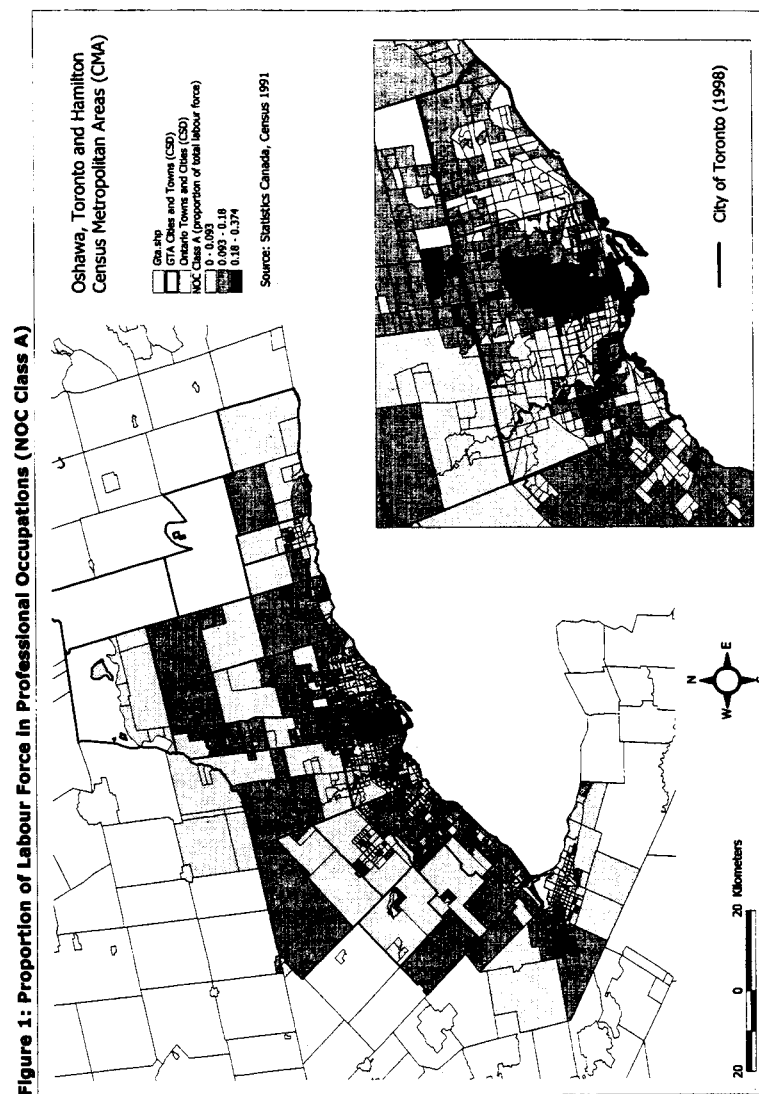 Figure 1: Proportion of Labour Force in Professional Occupations (NOC Class A)
Oshawa, Toronto and Hamilton
Census Metropolitan Areas (CMA)
Gta.shp
GTA Cities and Towns (CSD)
Ontario Towns and Cities (CSD)
NOC Class A (proportion of total labour force)
0 - 0.093
0.093 - 0.18
0.18 - 0.374
Source: Statistics Canada, Census 1991
City of Toronto (1998)
N
W
E
S
20
0
20 Kilometers